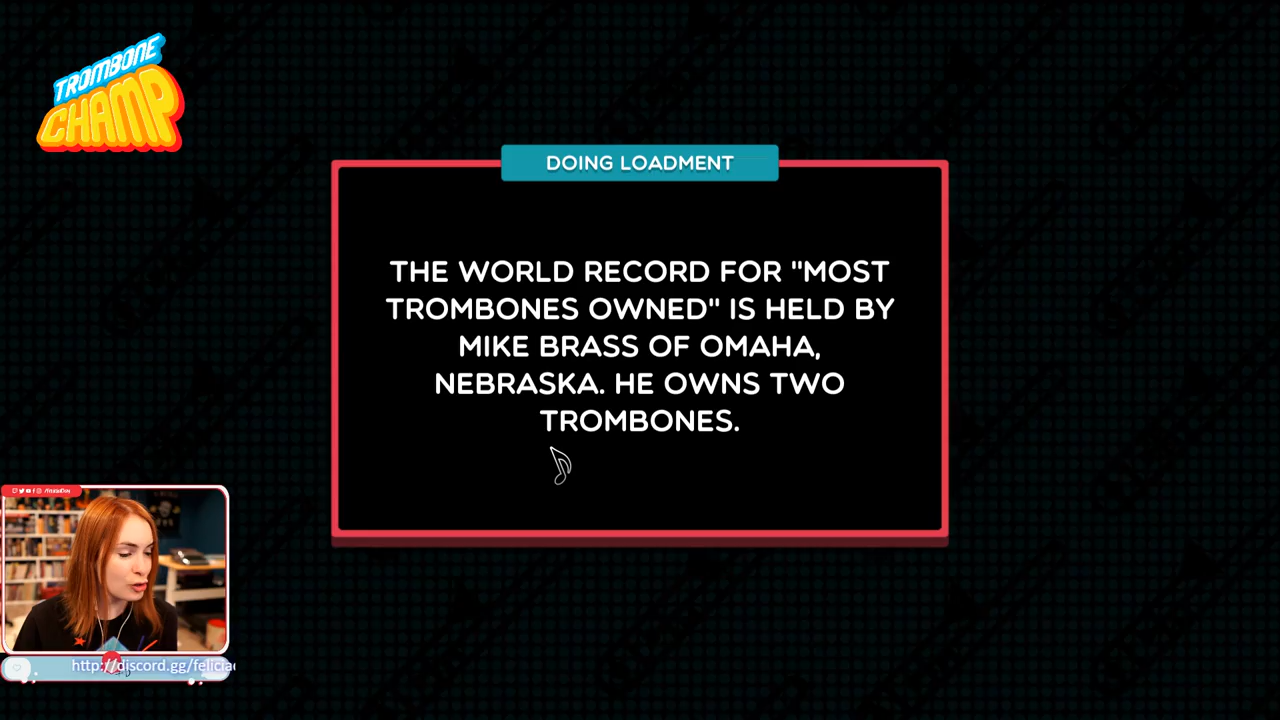 TROMBONE
CHAMP
DOING LOADMENT
THE WORLD RECORD FOR "MOST
TROMBONES OWNED" IS HELD BY
MIKE BRASS OF OMAHA,
NEBRASKA. HE OWNS TWO
TROMBONES.
http://discord.gg/felicia